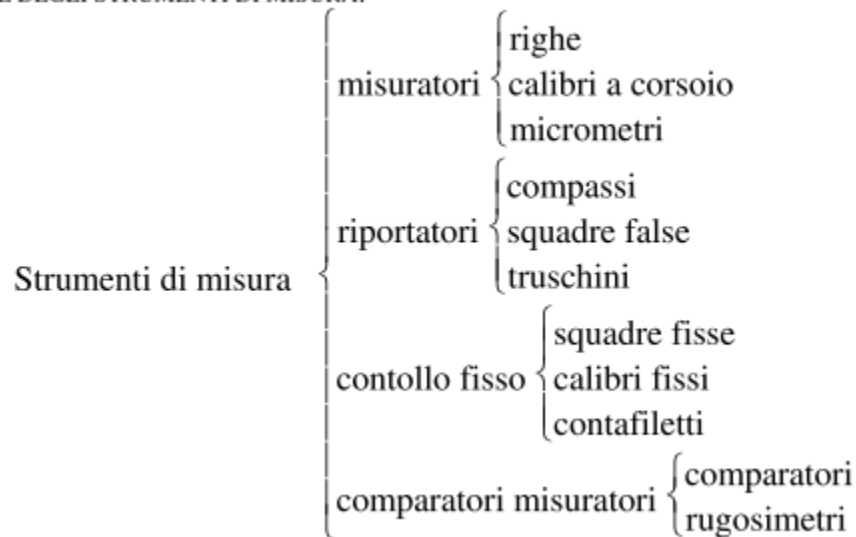 righe
misuratori calibri a corsoio
micrometri
compassi
riportatori squadre false
truschini
Strumenti di misura
squadre fisse
contollo fisso calibri fissi
contafiletti
comparatori
comparatori misuratori
rugosimetri